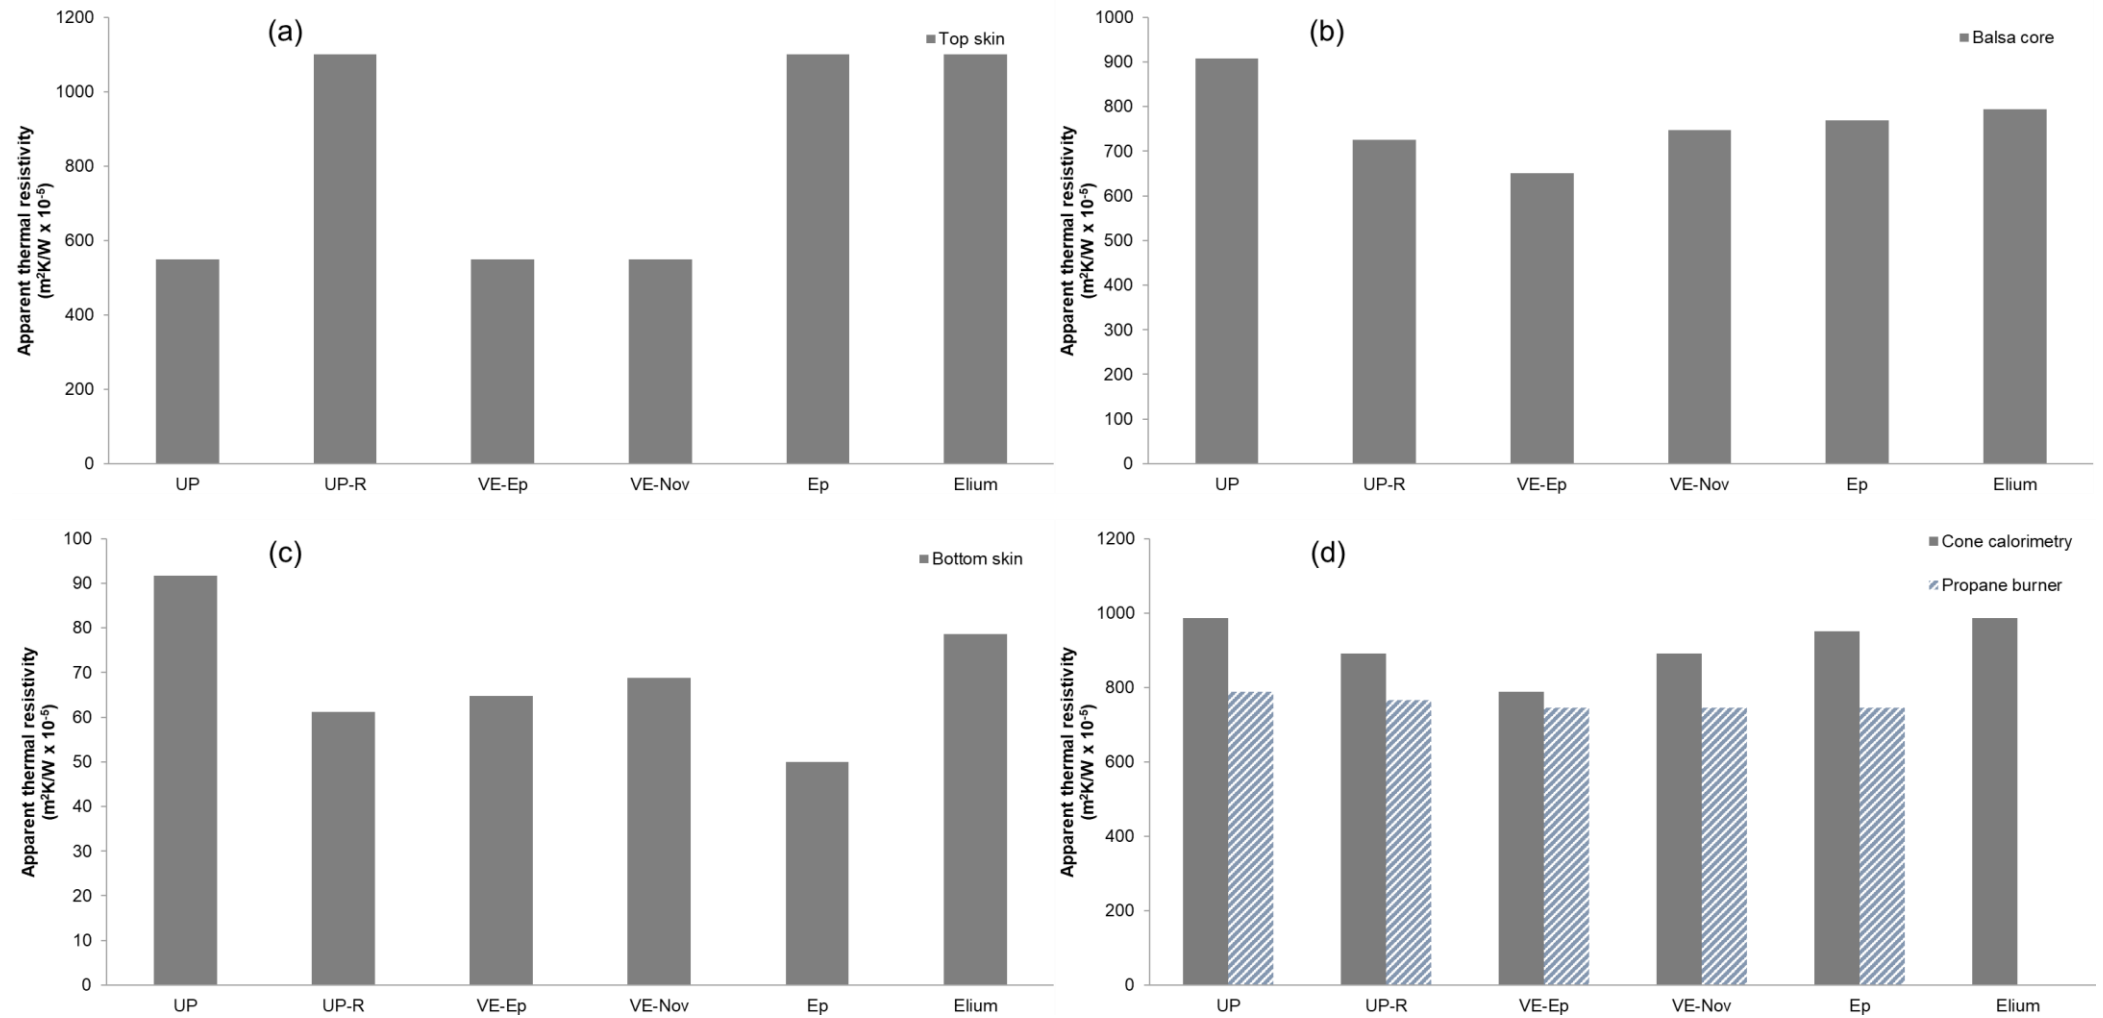 (a)
Top skin
Apparent thermal resistivity
(m²K/W x 10⁻⁵)
1200
1000
800
600
400
200
0
UP UP-R VE-Ep VE-Nov Ep Elium
(b)
Balsa core
Apparent thermal resistivity
(m²K/W x 10⁻⁵)
1000
900
800
700
600
500
400
300
200
100
0
UP UP-R VE-Ep VE-Nov Ep Elium
(c)
Bottom skin
Apparent thermal resistivity
(m²K/W x 10⁻⁵)
100
90
80
70
60
50
40
30
20
10
0
UP UP-R VE-Ep VE-Nov Ep Elium
(d)
Cone calorimetry
Propane burner
Apparent thermal resistivity
(m²K/W x 10⁻⁵)
1200
1000
800
600
400
200
0
UP UP-R VE-Ep VE-Nov Ep Elium